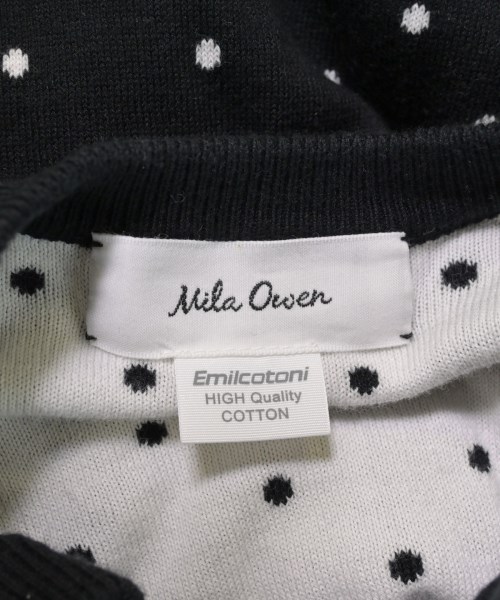 Mila Owen
Emilcotoni
HIGH Quality
COTTON